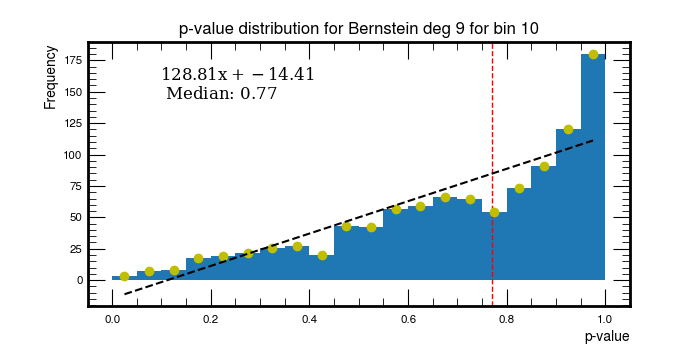 p-value distribution for Bernstein deg 9 for bin 10
Frequency
175
150
125
100
75
50
25
0
128.81x + −14.41
Median: 0.77
0.0 0.2 0.4 0.6 0.8 1.0
p-value